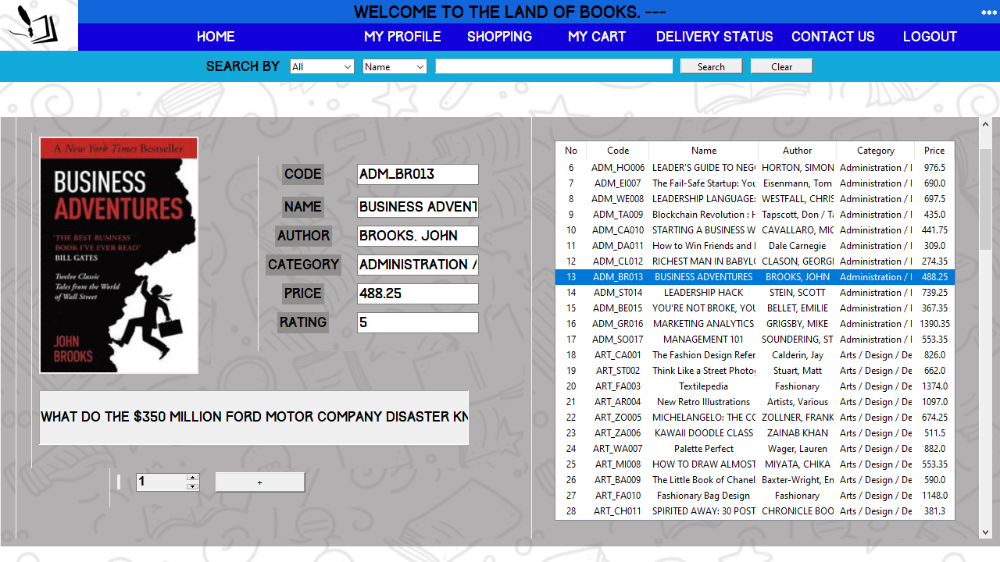 WELCOME TO THE LAND OF BOOKS. ---
***
HOME MY PROFILE SHOPPING MY CART DELIVERY STATUS CONTACT US LOGOUT
SEARCH BY All Name Search Clear
A New York Times Bestseller
BUSINESS
ADVENTURES
'THE BEST BUSINESS
BOOK I'VE EVER READ'
BILL GATES
Twelve Classic
Tales from the World
of Wall Street
JOHN
BROOKS
CODE ADM_BR013
NAME BUSINESS ADVENT
AUTHOR BROOKS, JOHN
CATEGORY ADMINISTRATION /
PRICE 488.25
RATING 5
WHAT DO THE $350 MILLION FORD MOTOR COMPANY DISASTER KN
1 +
No Code Name Author Category Price
6 ADM_HO006 LEADER'S GUIDE TO NEGO HORTON, SIMON Administration / I 976.5
7 ADM_EI007 The Fail-Safe Startup: You Eisenmann, Tom Administration / I 690.0
8 ADM_WE008 LEADERSHIP LANGUAGE: WESTFALL, CHRIS Administration / I 697.5
9 ADM_TA009 Blockchain Revolution : H Tapscott, Don / Ta Administration / I 435.0
10 ADM_CA010 STARTING A BUSINESS W CAVALLARO, MIC Administration / I 441.75
11 ADM_DA011 How to Win Friends and I Dale Carnegie Administration / I 309.0
12 ADM_CL012 RICHEST MAN IN BABYLO CLASON, GEORGI Administration / I 274.35
13 ADM_BR013 BUSINESS ADVENTURES BROOKS, JOHN Administration / I 488.25
14 ADM_ST014 LEADERSHIP HACK STEIN, SCOTT Administration / I 739.25
15 ADM_BE015 YOU'RE NOT BROKE, YOU BELLET, EMILIE Administration / I 367.35
16 ADM_GR016 MARKETING ANALYTICS GRIGSBY, MIKE Administration / I 1390.35
17 ADM_SO017 MANAGEMENT 101 SOUNDERING, ST Administration / I 553.35
18 ART_CA001 The Fashion Design Refer Calderin, Jay Arts / Design / De 826.0
19 ART_ST002 Think Like a Street Photog Stuart, Matt Arts / Design / De 662.0
20 ART_FA003 Textilepedia Fashionary Arts / Design / De 1374.0
21 ART_AR004 New Retro Illustrations Artists, Various Arts / Design / De 1097.0
22 ART_ZO005 MICHELANGELO: THE CO ZOLLNER, FRANK Arts / Design / De 674.25
23 ART_ZA006 KAWAII DOODLE CLASS ZAINAB KHAN Arts / Design / De 511.5
24 ART_WA007 Palette Perfect Wager, Lauren Arts / Design / De 882.0
25 ART_MI008 HOW TO DRAW ALMOST MIYATA, CHIKA Arts / Design / De 553.35
26 ART_BA009 The Little Book of Chanel Baxter-Wright, En Arts / Design / De 590.0
27 ART_FA010 Fashionary Bag Design Fashionary Arts / Design / De 1148.0
28 ART_CH011 SPIRITED AWAY: 30 POST CHRONICLE BOO Arts / Design / De 381.3